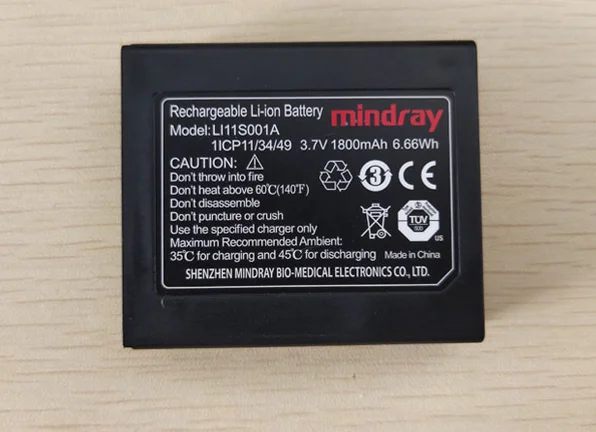 Rechargeable Li-ion Battery mindray
Model:LI11S001A
1ICP11/34/49 3.7V 1800mAh 6.66Wh
CAUTION:
Don't throw into fire
Don't heat above 60℃(140℉)
Don't disassemble
Don't puncture or crush
Use the specified charger only
Maximum Recommended Ambient:
35℃ for charging and 45℃ for discharging
3
CE
TÜV
US
Made in China
SHENZHEN MINDRAY BIO-MEDICAL ELECTRONICS CO., LTD.